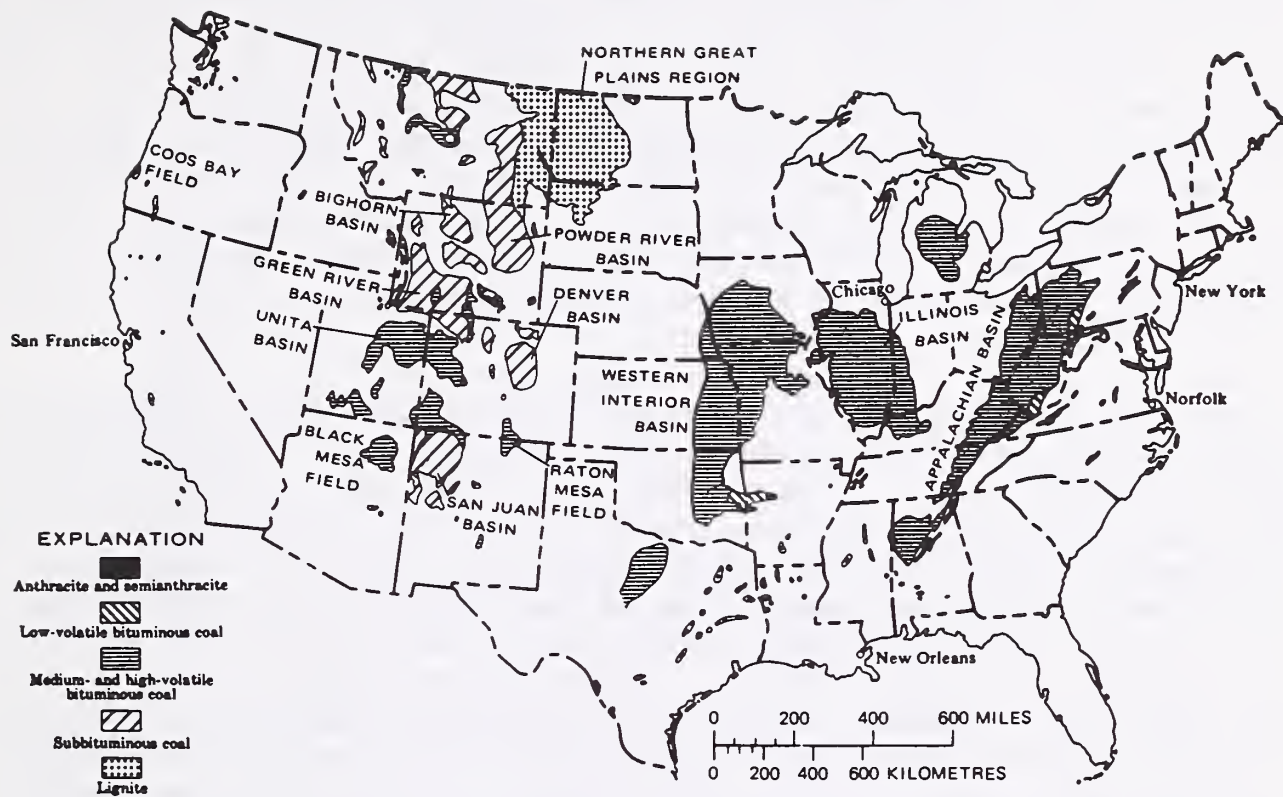 NORTHERN GREAT
PLAINS REGION
COOS BAY
FIELD
BIGHORN
BASIN
POWDER RIVER
BASIN
GREEN RIVER
BASIN
DENVER
BASIN
UNITA
BASIN
San Francisco
Chicago
ILLINOIS
BASIN
New York
APPALACHIAN BASIN
WESTERN
INTERIOR
BASIN
Norfolk
BLACK
MESA
FIELD
RATON
MESA
FIELD
SAN JUAN
BASIN
New Orleans
EXPLANATION
Anthracite and semianthracite
Low-volatile bituminous coal
Medium- and high-volatile
bituminous coal
Subbituminous coal
Lignite
0 200 400 600 MILES
0 200 400 600 KILOMETRES